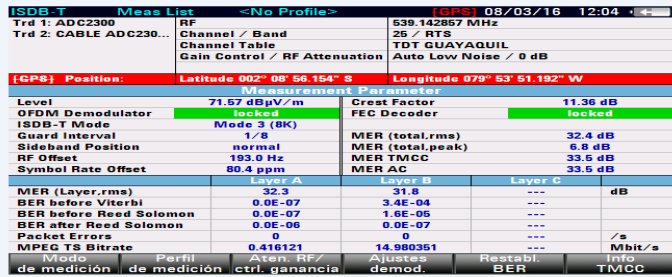 ISDB-T Meas List <No Profile> {GPS} 08/03/16 12:04
Trd 1: ADC2300 RF 539.142857 MHz
Trd 2: CABLE ADC230... Channel / Band 25 / RTS
Channel Table TDT GUAYAQUIL
Gain Control / RF Attenuation Auto Low Noise / 0 dB
{GPS} Position: Latitude 002° 08' 56.154" S Longitude 079° 53' 51.192" W
Measurement Parameter
Level 71.57 dBµV/m Crest Factor 11.36 dB
OFDM Demodulator locked FEC Decoder locked
ISDB-T Mode Mode 3 (8K)
Guard Interval 1/8 MER (total,rms) 32.4 dB
Sideband Position normal MER (total,peak) 6.8 dB
RF Offset 193.0 Hz MER TMCC 33.6 dB
Symbol Rate Offset 80.4 ppm MER AC 33.5 dB
Layer A Layer B Layer C
MER (Layer,rms) 32.3 31.8 --- dB
BER before Viterbi 0.0E-07 3.4E-04 ---
BER before Reed Solomon 0.0E-07 1.6E-05 ---
BER after Reed Solomon 0.0E-06 0.0E-07 ---
Packet Errors 0 0 --- /s
MPEG TS Bitrate 0.416121 14.980351 --- Mbit/s
Modo de medición Perfil de medición Aten. RF/ ctrl. ganancia Ajustes demod. Restabl. BER Info TMCC